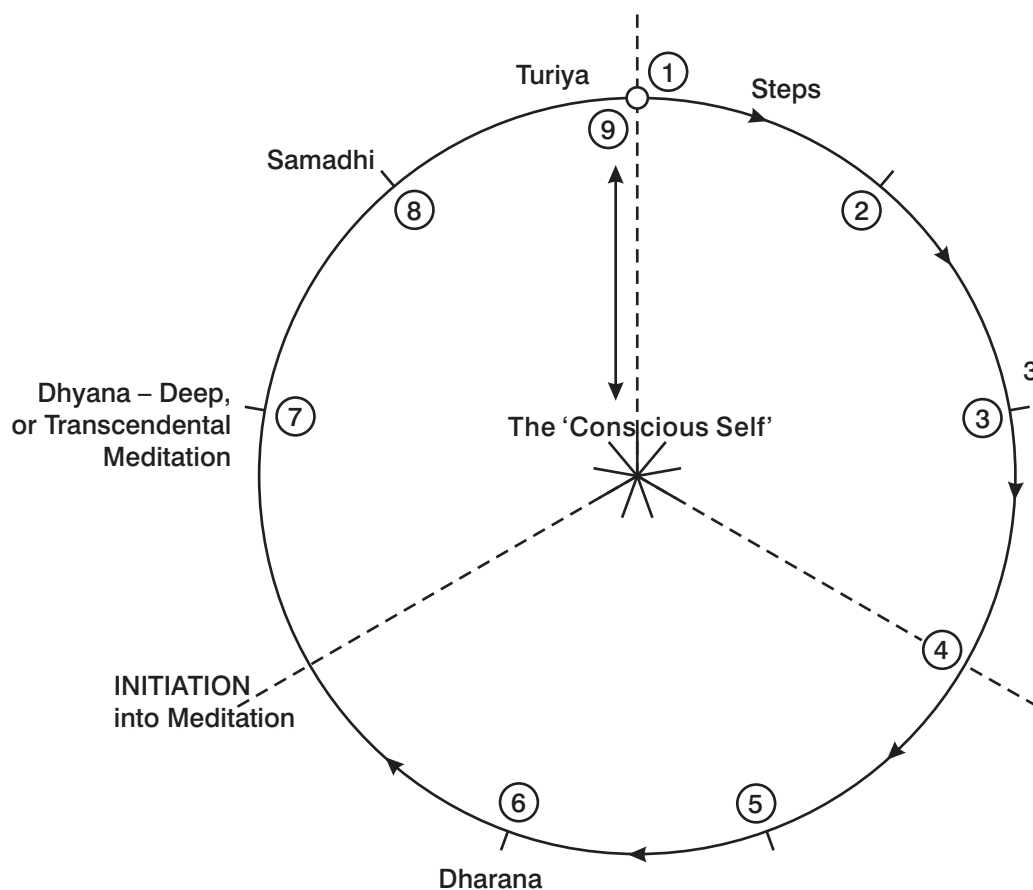 Turiya
1
Steps
9
Samadhi
8
2
Dhyana – Deep,
or Transcendental
Meditation
7
3
3
The ‘Conscious Self’
4
INITIATION
into Meditation
6
5
Dharana